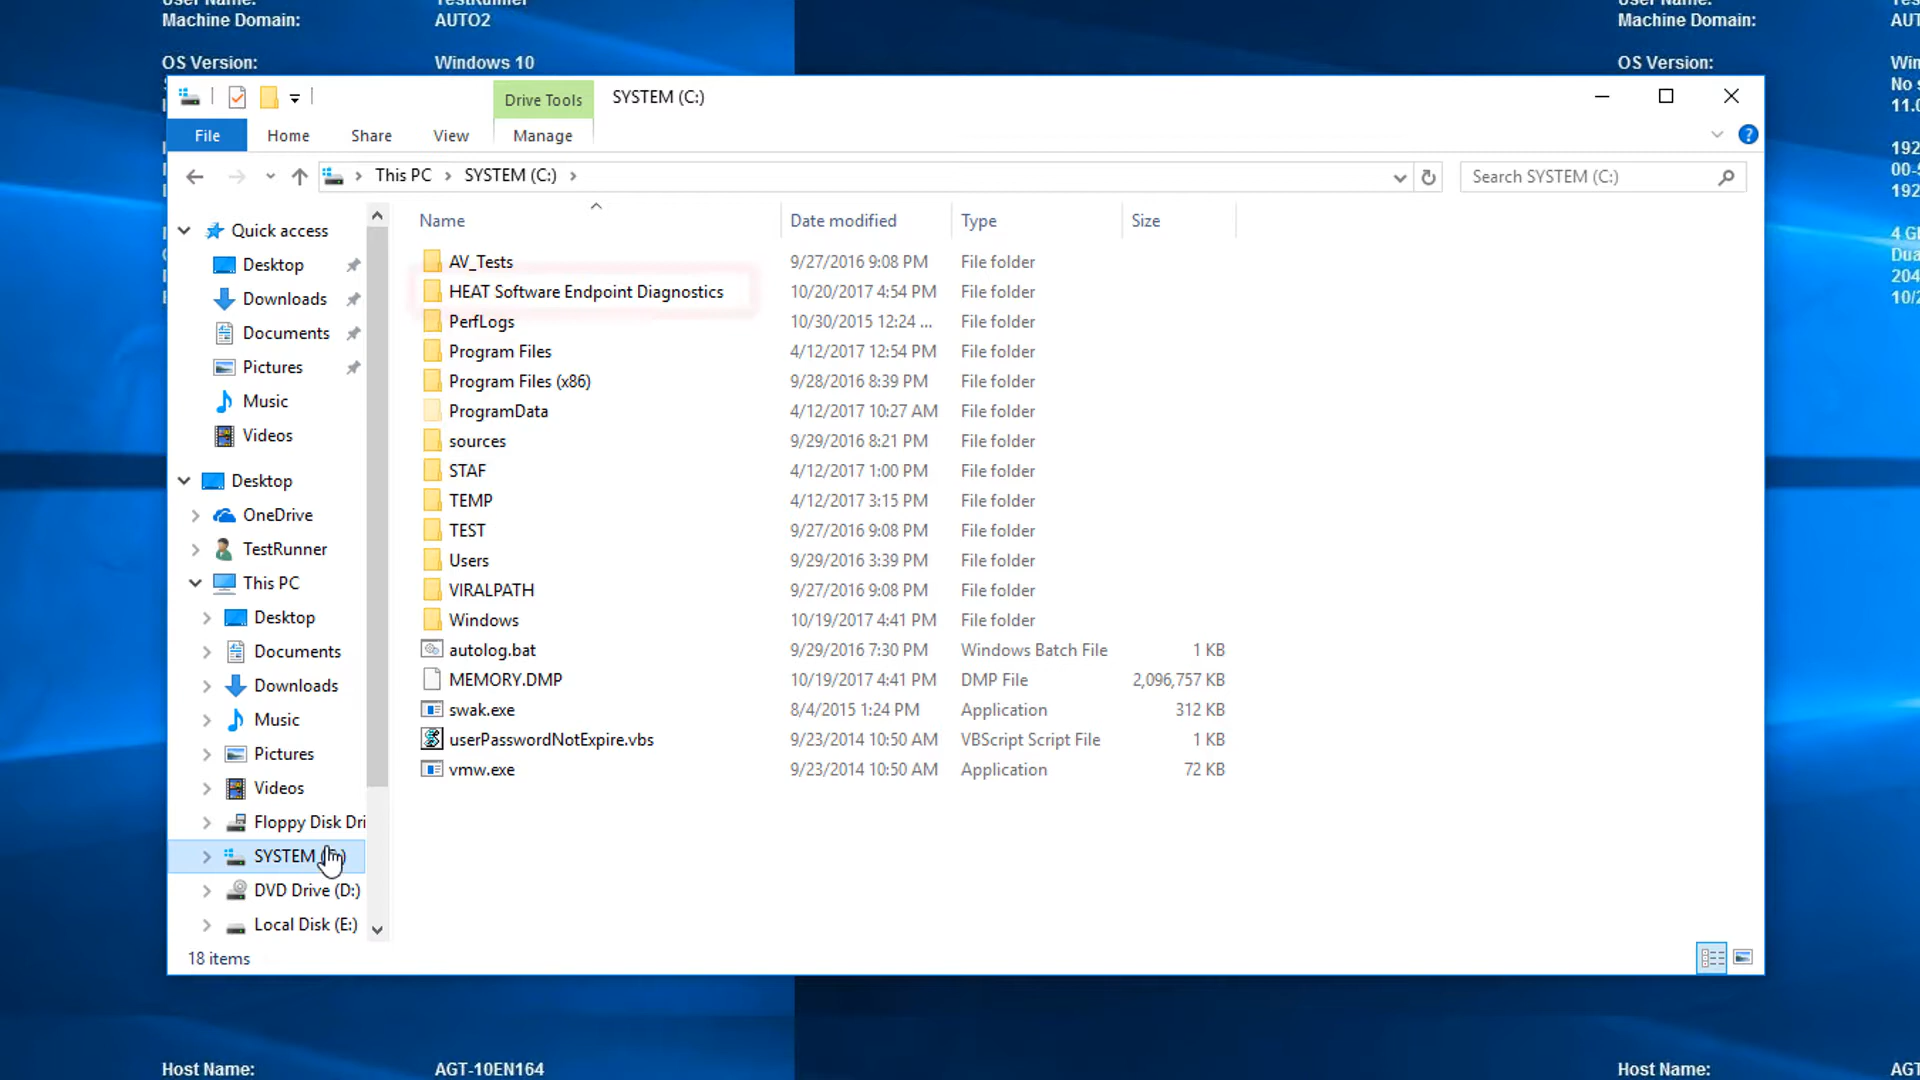 Machine Domain: AUTO2
Machine Domain:
OS Version: Windows 10
OS Version:
Drive Tools
SYSTEM (C:)
File
Home
Share
View
Manage
This PC
SYSTEM (C:)
Search SYSTEM (C:)
Quick access
Desktop
Downloads
Documents
Pictures
Music
Videos
Desktop
OneDrive
TestRunner
This PC
Desktop
Documents
Downloads
Music
Pictures
Videos
Floppy Disk Dri
SYSTEM
DVD Drive (D:)
Local Disk (E:)
Name Date modified Type Size
AV_Tests 9/27/2016 9:08 PM File folder
HEAT Software Endpoint Diagnostics 10/20/2017 4:54 PM File folder
PerfLogs 10/30/2015 12:24 ... File folder
Program Files 4/12/2017 12:54 PM File folder
Program Files (x86) 9/28/2016 8:39 PM File folder
ProgramData 4/12/2017 10:27 AM File folder
sources 9/29/2016 8:21 PM File folder
STAF 4/12/2017 1:00 PM File folder
TEMP 4/12/2017 3:15 PM File folder
TEST 9/27/2016 9:08 PM File folder
Users 9/29/2016 3:39 PM File folder
VIRALPATH 9/27/2016 9:08 PM File folder
Windows 10/19/2017 4:41 PM File folder
autolog.bat 9/29/2016 7:30 PM Windows Batch File 1 KB
MEMORY.DMP 10/19/2017 4:41 PM DMP File 2,096,757 KB
swak.exe 8/4/2015 1:24 PM Application 312 KB
userPasswordNotExpire.vbs 9/23/2014 10:50 AM VBScript Script File 1 KB
vmw.exe 9/23/2014 10:50 AM Application 72 KB
18 items
Host Name: AGT-10EN164
Host Name: